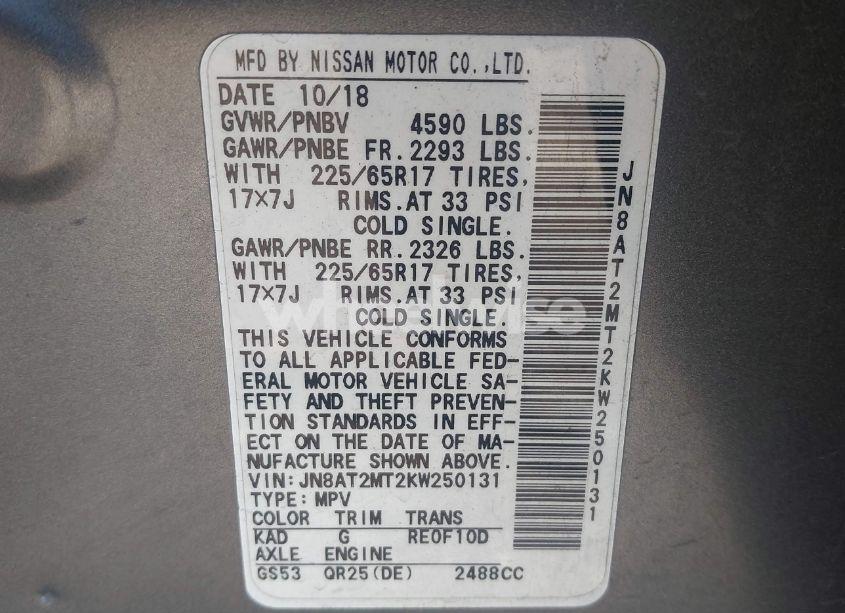 MFD BY NISSAN MOTOR CO.,LTD.
DATE 10/18
GVWR/PNBV 4590 LBS.
GAWR/PNBE FR.2293 LBS.
WITH 225/65R17 TIRES,
17×7J RIMS.AT 33 PSI
COLD SINGLE.
GAWR/PNBE RR.2326 LBS.
WITH 225/65R17 TIRES,
17×7J RIMS.AT 33 PSI
COLD SINGLE.
THIS VEHICLE CONFORMS
TO ALL APPLICABLE FED-
ERAL MOTOR VEHICLE SA-
FETY AND THEFT PREVEN-
TION STANDARDS IN EFF-
ECT ON THE DATE OF MA-
NUFACTURE SHOWN ABOVE.
VIN:JN8AT2MT2KW250131
TYPE:MPV
COLOR TRIM TRANS
KAD G RE0F10D
AXLE ENGINE
GS53 QR25(DE) 2488CC
JN8AT2MT2KW250131
wheelwise